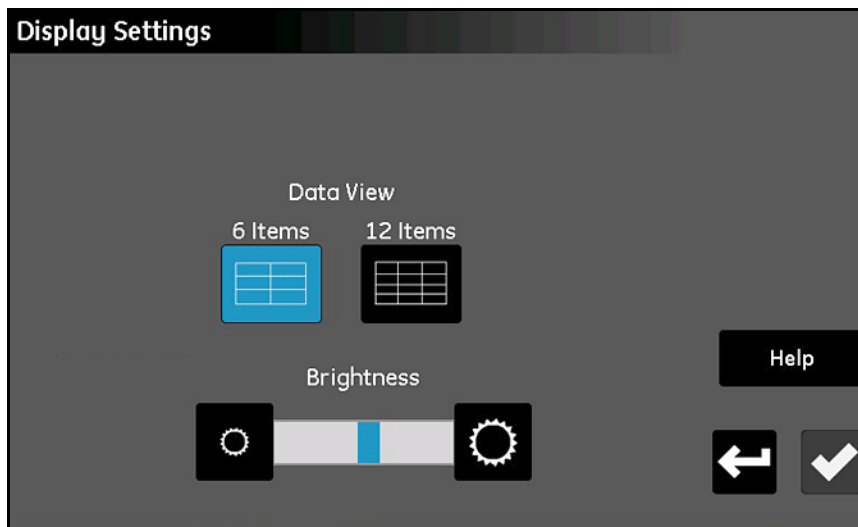 Display Settings
Data View
6 Items 12 Items
Help
Brightness